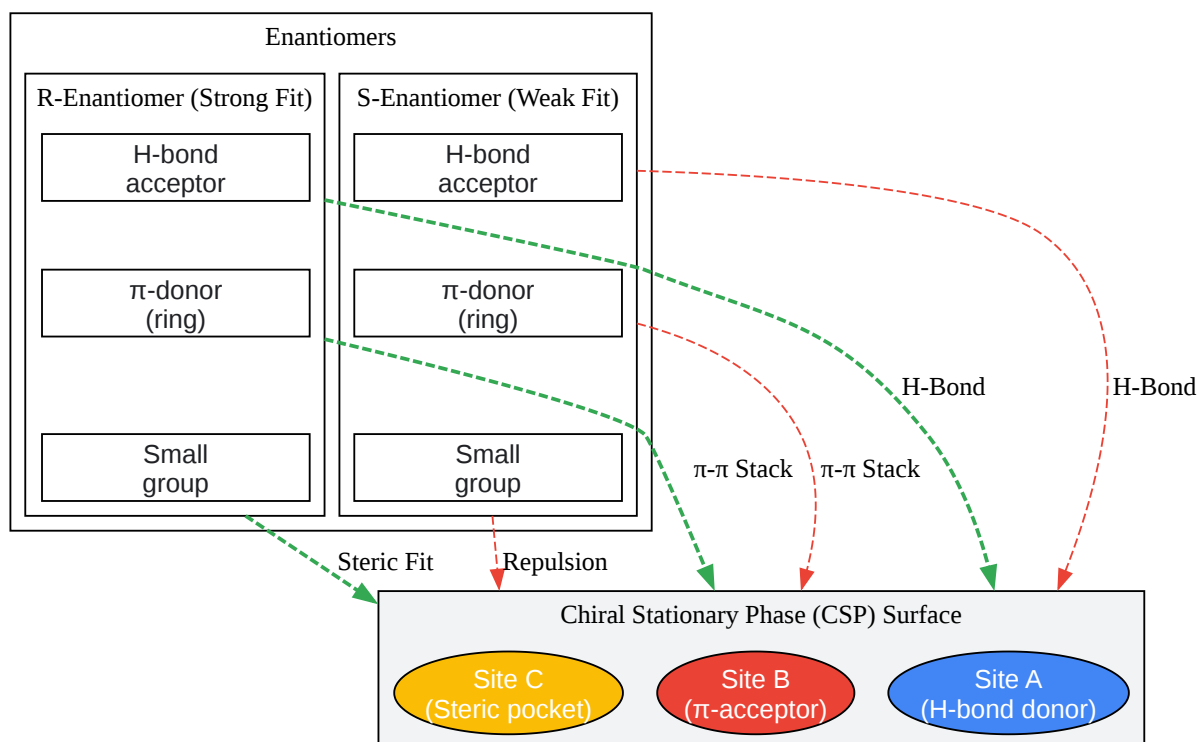 Enantiomers
R-Enantiomer (Strong Fit)
S-Enantiomer (Weak Fit)
H-bond
acceptor
H-bond
acceptor
π-donor
(ring)
π-donor
(ring)
H-Bond
H-Bond
Small
group
Small
group
π-π Stack
π-π Stack
Steric Fit
Repulsion
Chiral Stationary Phase (CSP) Surface
Site C
(Steric pocket)
Site B
(π-acceptor)
Site A
(H-bond donor)